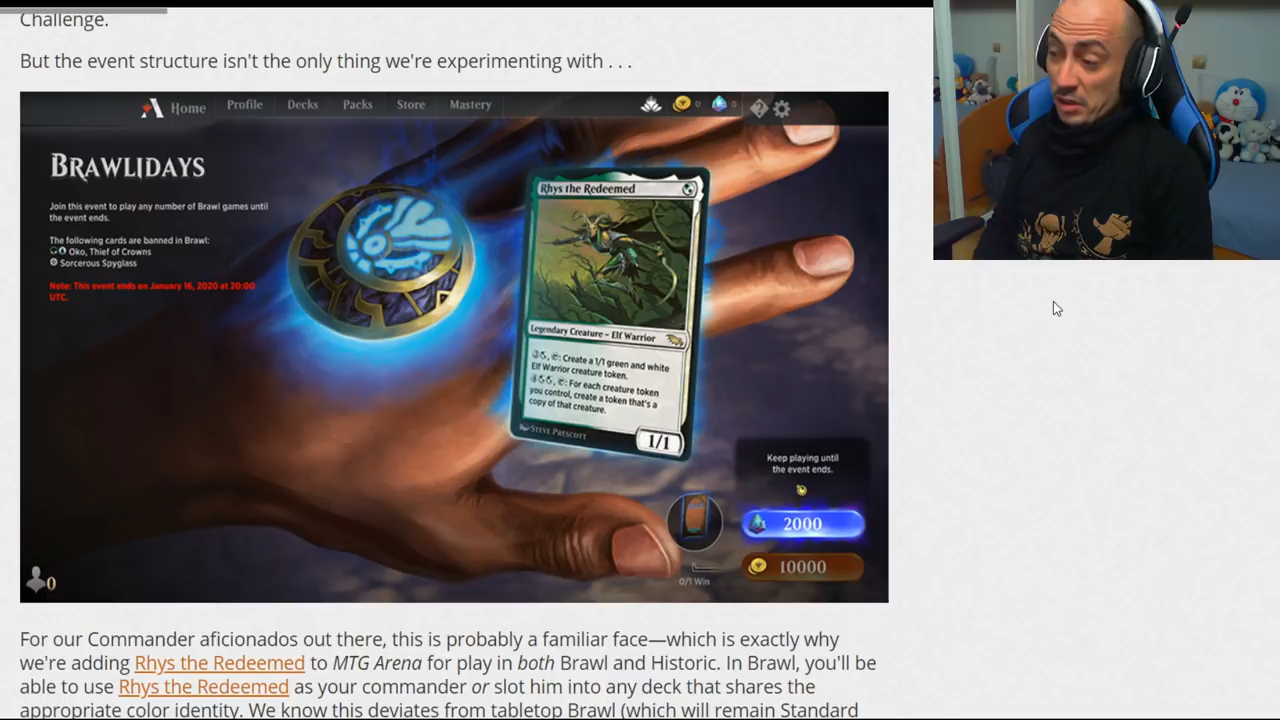 Challenge.
But the event structure isn't the only thing we're experimenting with . . .
Home Profile Decks Packs Store Mastery 0 0
BRAWLIDAYS
Join this event to play any number of Brawl games until
the event ends.
The following cards are banned in Brawl:
Oko, Thief of Crowns
Sorcerous Spyglass
Note: This event ends on January 16, 2020 at 20:00
UTC.
Rhys the Redeemed
Legendary Creature – Elf Warrior
2, : Create a 1/1 green and white
Elf Warrior creature token.
4, : For each creature token
you control, create a token that's a
copy of that creature.
STEVE PRESCOTT
1/1
Keep playing until
the event ends.
2000
10000
0/1 Win
0
For our Commander aficionados out there, this is probably a familiar face—which is exactly why
we're adding Rhys the Redeemed to MTG Arena for play in both Brawl and Historic. In Brawl, you'll be
able to use Rhys the Redeemed as your commander or slot him into any deck that shares the
appropriate color identity. We know this deviates from tabletop Brawl (which will remain Standard